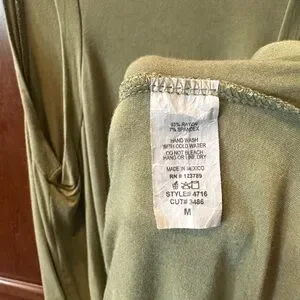 93% RAYON
7% SPANDEX
HAND WASH
WITH COLD WATER
DO NOT BLEACH
HANG OR LINE DRY
MADE IN MEXICO
RN # 123789
STYLE# 4716
CUT# 3486
M